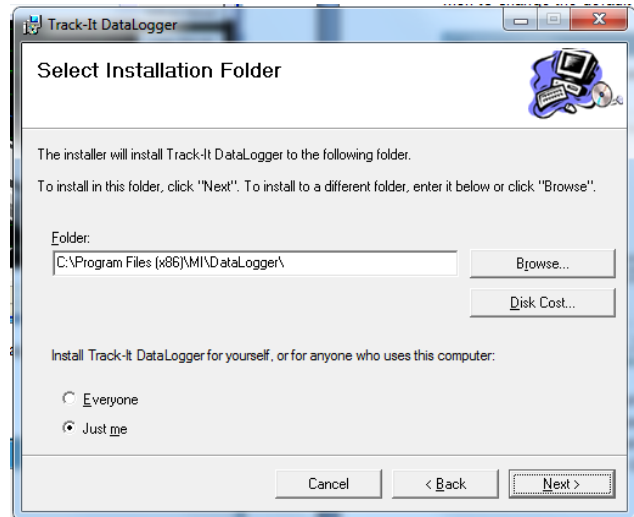 Track-It DataLogger
Select Installation Folder
The installer will install Track-It DataLogger to the following folder.
To install in this folder, click "Next". To install to a different folder, enter it below or click "Browse".
Folder:
C:\Program Files (x86)\MI\DataLogger\
Browse...
Disk Cost...
Install Track-It DataLogger for yourself, or for anyone who uses this computer:
Everyone
Just me
Cancel
< Back
Next >